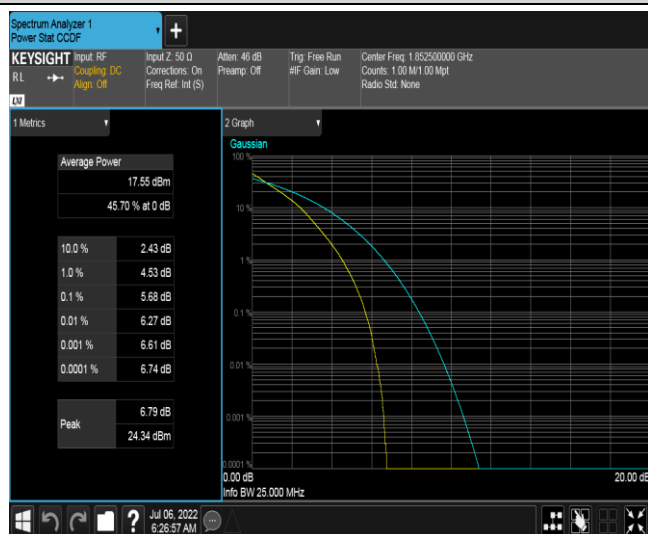 Spectrum Analyzer 1
Power Stat CCDF
+
KEYSIGHT
RL
LXI
Input: RF
Coupling: DC
Align: Off
Input Z: 50 Ω
Corrections: On
Freq Ref: Int (S)
Atten: 46 dB
Preamp: Off
Trig: Free Run
#IF Gain: Low
Center Freq: 1.852500000 GHz
Counts: 1.00 M/1.00 Mpt
Radio Std: None
1 Metrics
Average Power
17.55 dBm
45.70 % at 0 dB
10.0 % 2.43 dB
1.0 % 4.53 dB
0.1 % 5.68 dB
0.01 % 6.27 dB
0.001 % 6.61 dB
0.0001 % 6.74 dB
Peak
6.79 dB
24.34 dBm
2 Graph
Gaussian
100 %
10 %
1 %
0.1 %
0.01 %
0.001 %
0.0001 %
0.00 dB 20.00 dB
Info BW 25.000 MHz
?
Jul 06, 2022
6:26:57 AM